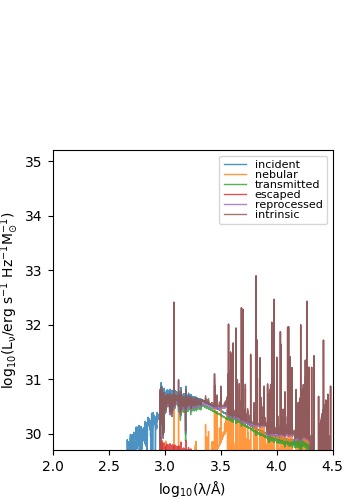 35
34
33
32
31
30
log10(Lν/erg s−1 Hz−1M⊙−1)
incident
nebular
transmitted
escaped
reprocessed
intrinsic
2.0 2.5 3.0 3.5 4.0 4.5
log10(λ/Å)